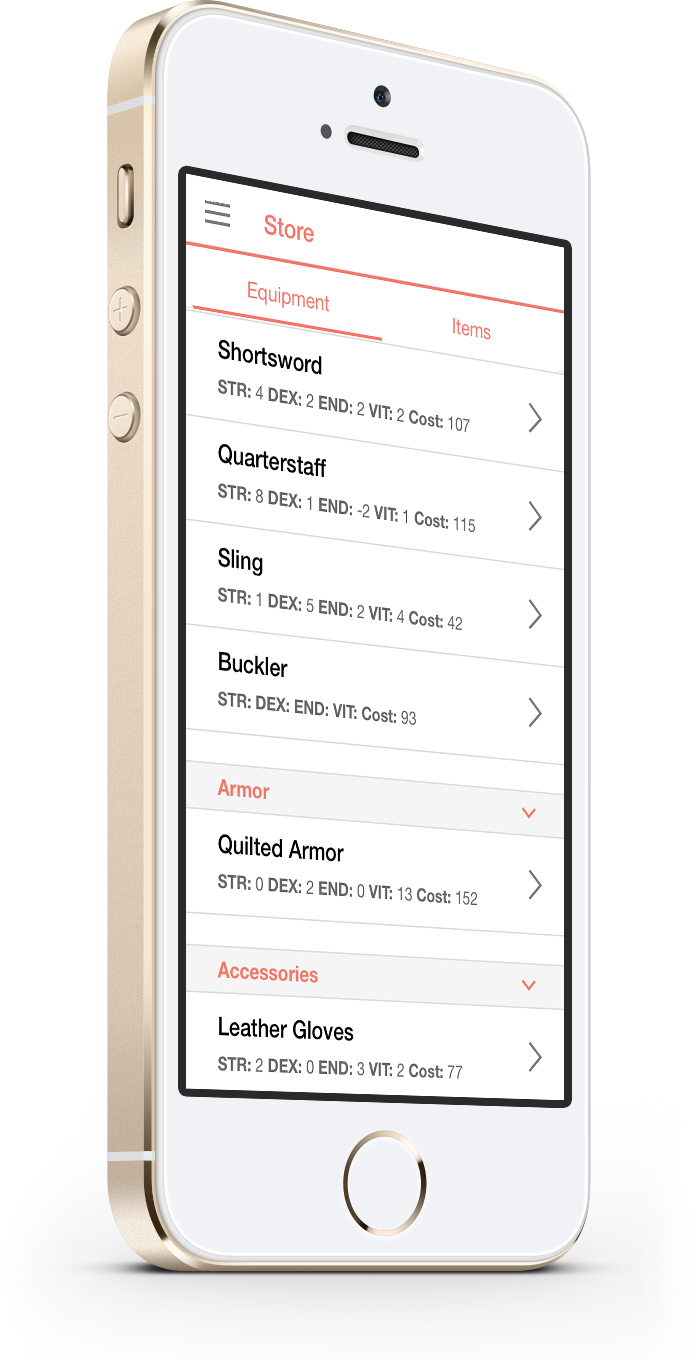 Store
Equipment
Items
Shortsword
STR: 4 DEX: 2 END: 2 VIT: 2 Cost: 107
Quarterstaff
STR: 8 DEX: 1 END: -2 VIT: 1 Cost: 115
Sling
STR: 1 DEX: 5 END: 2 VIT: 4 Cost: 42
Buckler
STR: DEX: END: VIT: Cost: 93
Armor
Quilted Armor
STR: 0 DEX: 2 END: 0 VIT: 13 Cost: 152
Accessories
Leather Gloves
STR: 2 DEX: 0 END: 3 VIT: 2 Cost: 77